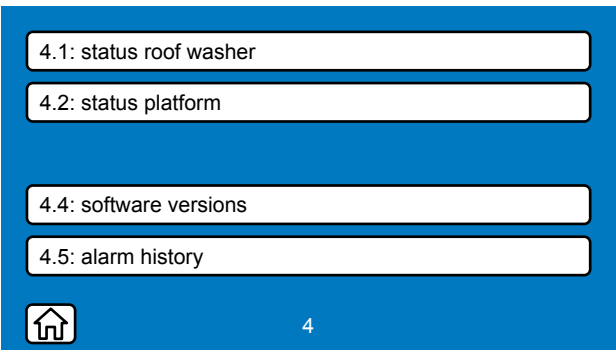 4.1: status roof washer
4.2: status platform
4.4: software versions
4.5: alarm history
4